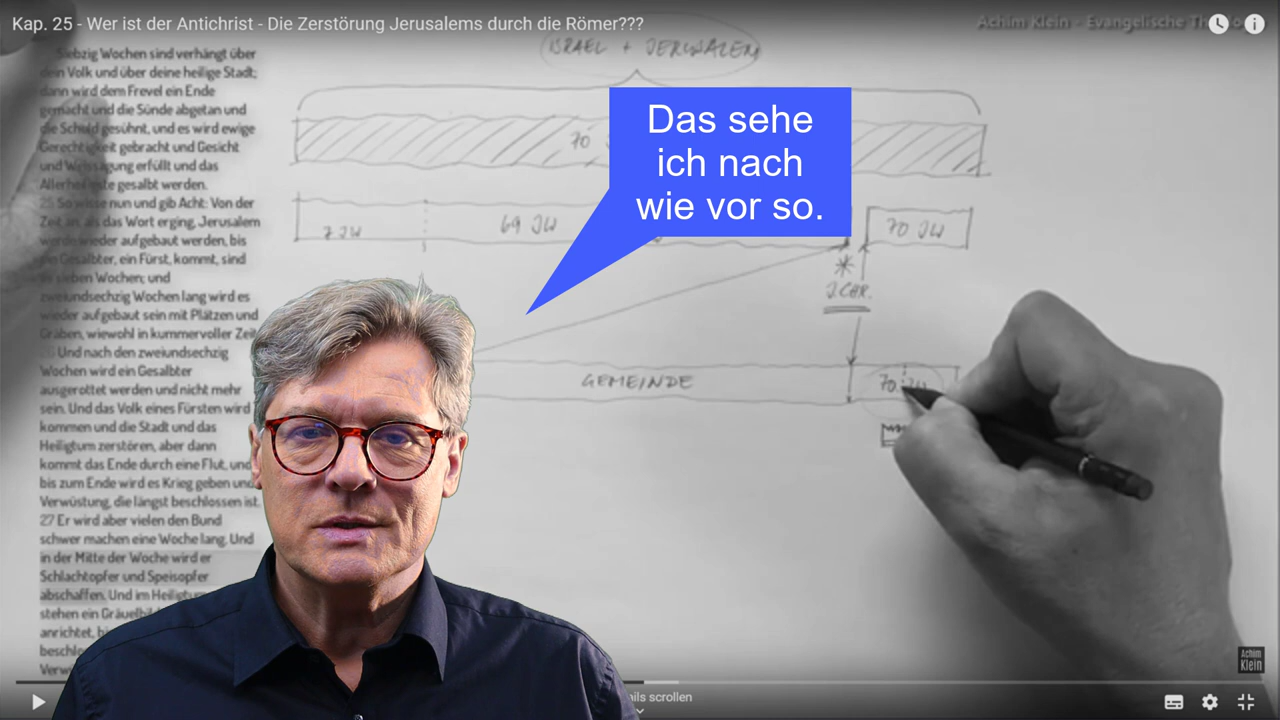 Kap. 25 - Wer ist der Antichrist - Die Zerstörung Jerusalems durch die Römer???
Achim Klein - Evangelische
Siebzig Wochen sind verhängt über
dein Volk und über deine heilige Stadt;
dann wird dem Frevel ein Ende
gemacht und die Sünde abgetan und
die Schuld gesühnt, und es wird ewige
Gerechtigkeit gebracht und Gesicht
und Weissagung erfüllt und das
Allerheiligste gesalbt werden.
25 So wisse nun und gib Acht: Von der
Zeit an, als das Wort erging, Jerusalem
werde wieder aufgebaut werden, bis
ein Gesalbter, ein Fürst, kommt, sind
es sieben Wochen; und
zweiundsechzig Wochen lang wird es
wieder aufgebaut sein mit Plätzen und
Gräben, wiewohl in kummervoller Zeit.
26 Und nach den zweiundsechzig
Wochen wird ein Gesalbter
ausgerottet werden und nicht mehr
sein. Und das Volk eines Fürsten wird
kommen und die Stadt und das
Heiligtum zerstören, aber dann
kommt das Ende durch eine Flut, und
bis zum Ende wird es Krieg geben und
Verwüstung, die längst beschlossen ist.
27 Er wird aber vielen den Bund
schwer machen eine Woche lang. Und
in der Mitte der Woche wird er
Schlachtopfer und Speisopfer
abschaffen. Und im Heiligtum
stehen ein Gräuelbild
anrichtet, bis
ISRAEL + JERUSALEM
70
7 JW
69 JW
70 JW
J. CHR.
GEMEINDE
70 JW
Das sehe
ich nach
wie vor so.
Achim
Klein
scrollen